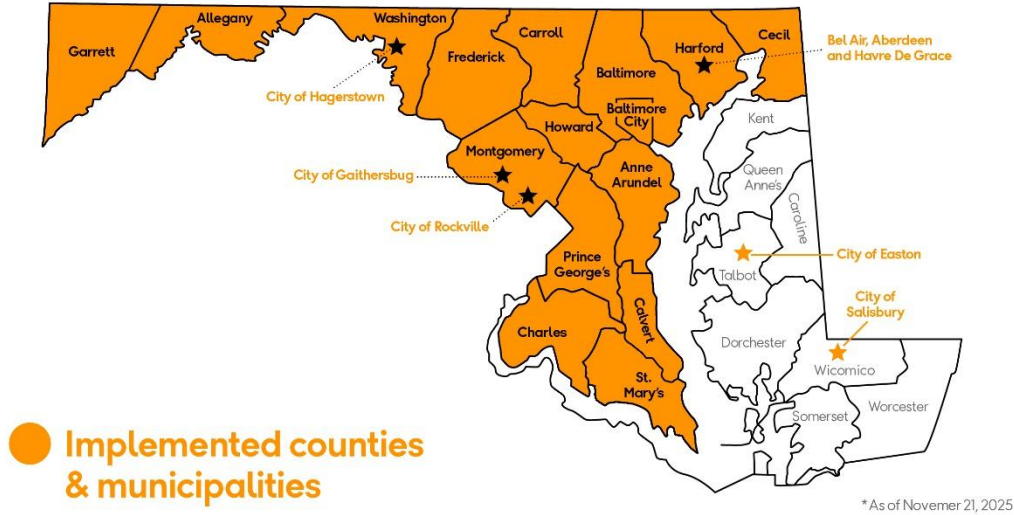 Garrett
Allegany
Washington
Frederick
Carroll
Baltimore
Harford
Cecil
Bel Air, Aberdeen
and Havre De Grace
City of Hagerstown
Baltimore
City
Howard
Kent
Montgomery
Anne
Arundel
Queen
Anne's
City of Gaithersbug
Caroline
City of Rockville
Prince
George's
Talbot
City of Easton
Calvert
City of
Salisbury
Charles
Dorchester
Wicomico
St.
Mary's
Somerset
Worcester
Implemented counties
& municipalities
*As of Novemer 21, 2025